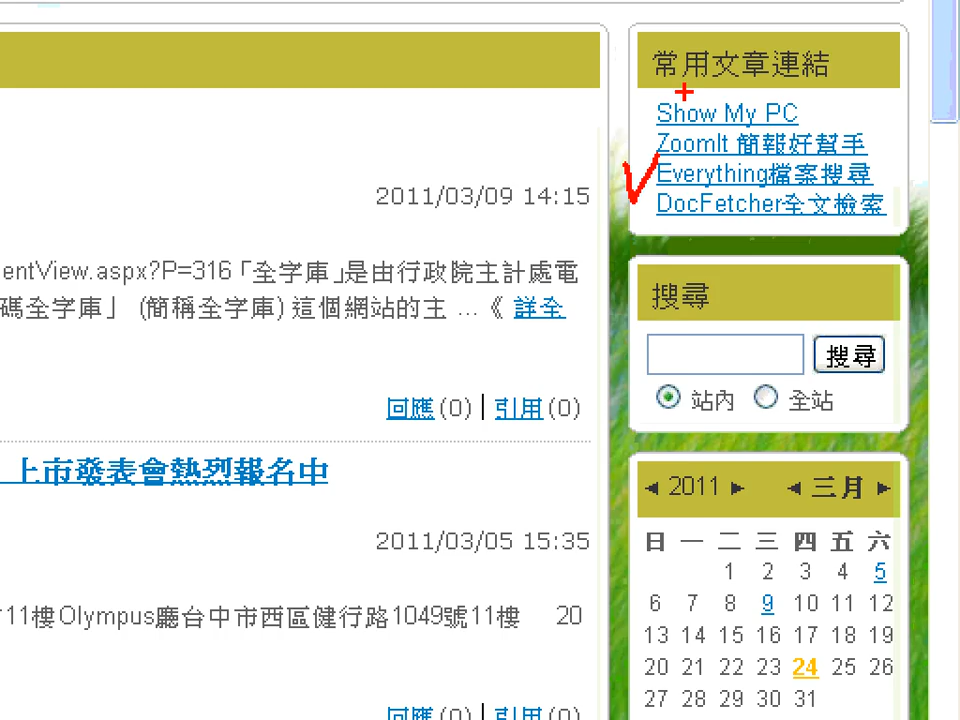 2011/03/09 14:15
entView.aspx?P=316「全字庫」是由行政院主計處電
碼全字庫」 (簡稱全字庫) 這個網站的主 ...《 詳全
回應(0) | 引用(0)
上市發表會熱烈報名中
2011/03/05 15:35
11樓Olympus廳台中市西區健行路1049號11樓 20
回應(0) | 引用(0)
常用文章連結
Show My PC
ZoomIt 簡報好幫手
Everything檔案搜尋
DocFetcher全文檢索
搜尋
搜尋
站內 全站
◄ 2011 ► ◄ 三月 ►
日 一 二 三 四 五 六
1 2 3 4 5
6 7 8 9 10 11 12
13 14 15 16 17 18 19
20 21 22 23 24 25 26
27 28 29 30 31